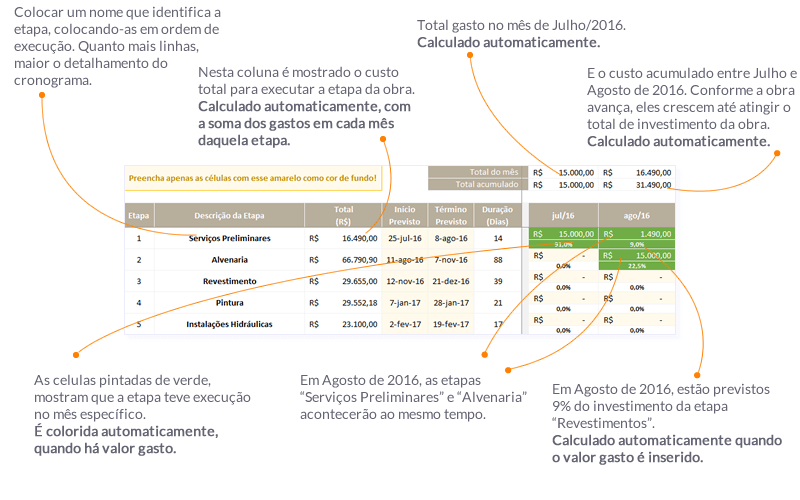 Colocar um nome que identifica a
etapa, colocando-as em ordem de
execução. Quanto mais linhas,
maior o detalhamento do
cronograma.
Nesta coluna é mostrado o custo
total para executar a etapa da obra.
Calculado automaticamente, com
a soma dos gastos em cada mês
daquela etapa.
Total gasto no mês de Julho/2016.
Calculado automaticamente.
E o custo acumulado entre Julho e
Agosto de 2016. Conforme a obra
avança, eles crescem até atingir o
total de investimento da obra.
Calculado automaticamente.
Preencha apenas as células com esse amarelo como cor de fundo!
Total do mês R$ 15.000,00 R$ 16.490,00
Total acumulado R$ 15.000,00 R$ 31.490,00
Etapa Descrição da Etapa Total (R$) Início Previsto Término Previsto Duração (Dias) jul/16 ago/16
1 Serviços Preliminares R$ 16.490,00 25-jul-16 8-ago-16 14 R$ 15.000,00 R$ 1.490,00
31,0% 9,0%
2 Alvenaria R$ 66.790,90 11-ago-16 7-nov-16 88 R$ - R$ 15.000,00
0,0% 22,5%
3 Revestimento R$ 29.655,00 12-nov-16 21-dez-16 39 R$ - R$ -
0,0% 0,0%
4 Pintura R$ 29.552,18 7-jan-17 28-jan-17 21 R$ - R$ -
0,0% 0,0%
5 Instalações Hidráulicas R$ 23.100,00 2-fev-17 19-fev-17 17 R$ - R$ -
0,0% 0,0%
As celulas pintadas de verde,
mostram que a etapa teve execução
no mês específico.
É colorida automaticamente,
quando há valor gasto.
Em Agosto de 2016, as etapas
“Serviços Preliminares” e “Alvenaria”
acontecerão ao mesmo tempo.
Em Agosto de 2016, estão previstos
9% do investimento da etapa
“Revestimentos”.
Calculado automaticamente quando
o valor gasto é inserido.